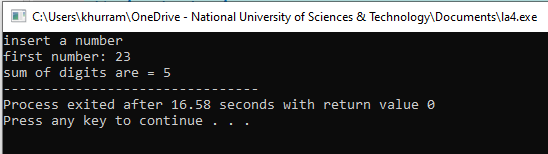 C:\Users\khurram\OneDrive - National University of Sciences & Technology\Documents\la4.exe
insert a number
first number: 23
sum of digits are = 5
--------------------------------
Process exited after 16.58 seconds with return value 0
Press any key to continue . . .